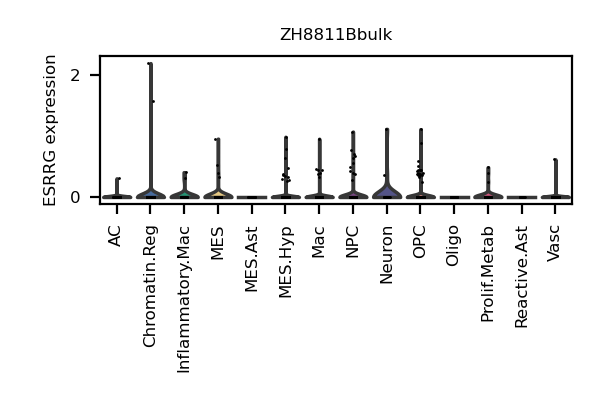 ZH8811Bbulk
ESRRG expression
2
0
AC
Chromatin.Reg
Inflammatory.Mac
MES
MES.Ast
MES.Hyp
Mac
NPC
Neuron
OPC
Oligo
Prolif.Metab
Reactive.Ast
Vasc